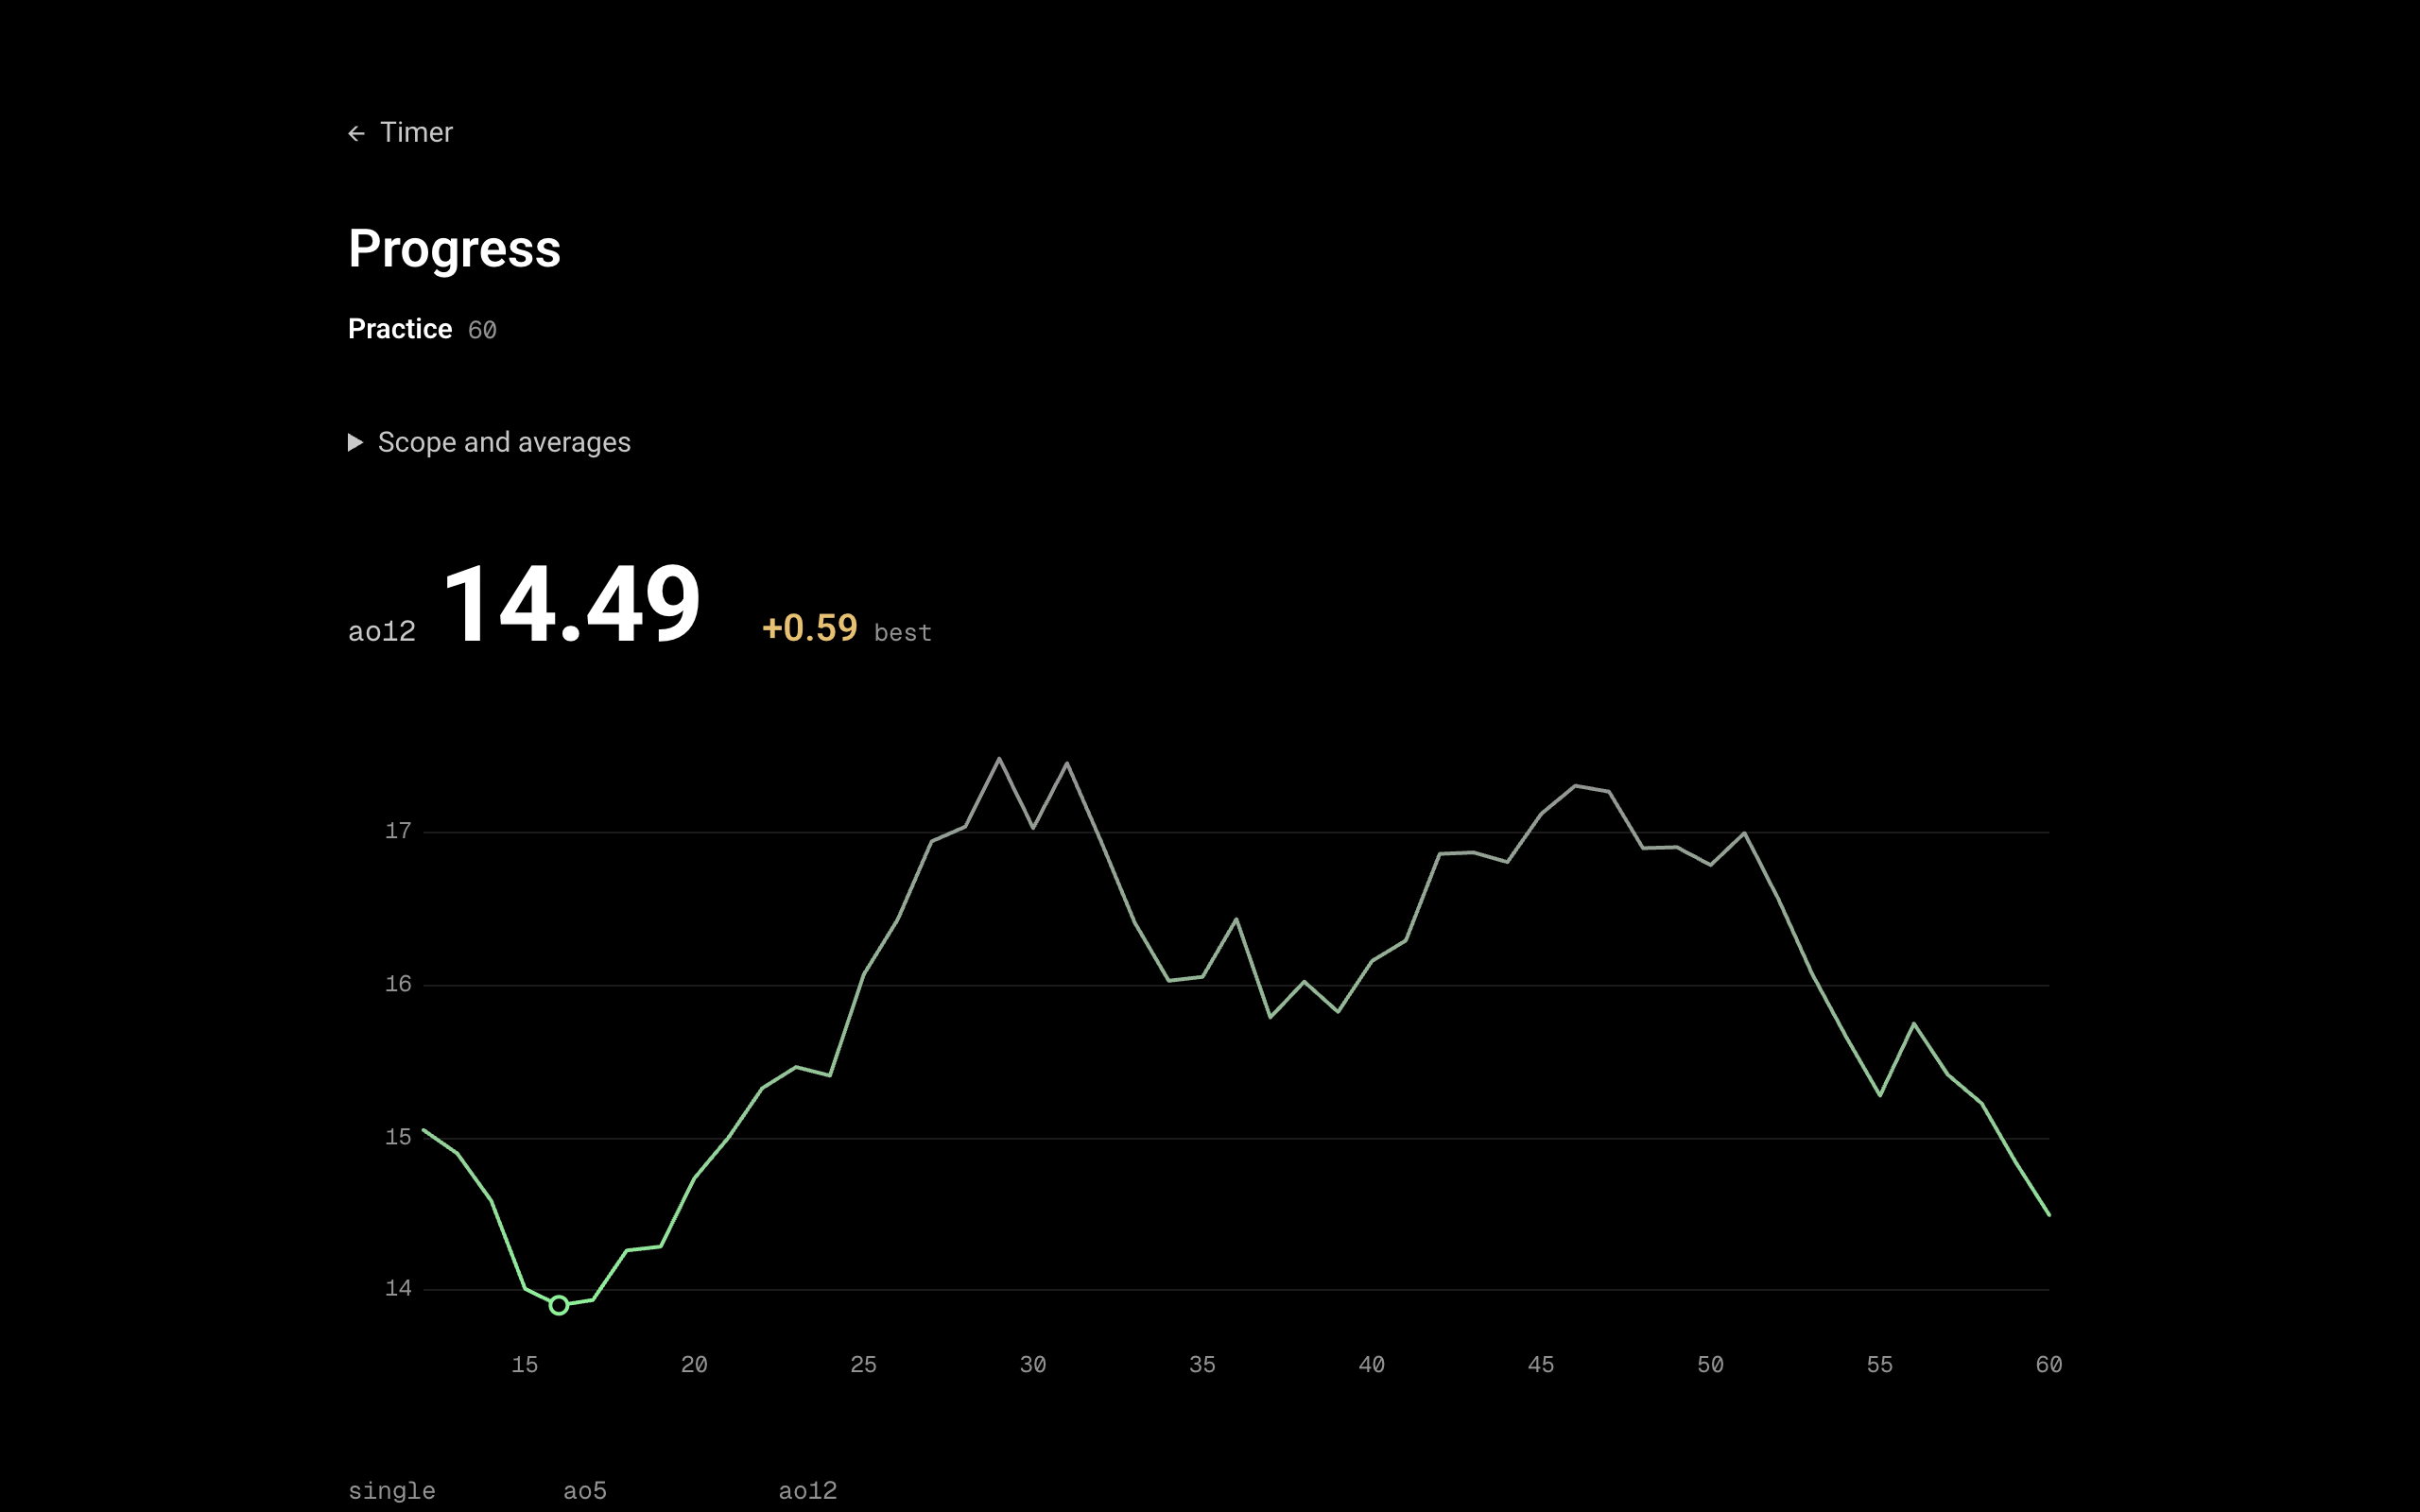 ← Timer
Progress
Practice 60
▶ Scope and averages
ao12 14.49 +0.59 best
17
16
15
14
15 20 25 30 35 40 45 50 55 60
single ao5 ao12